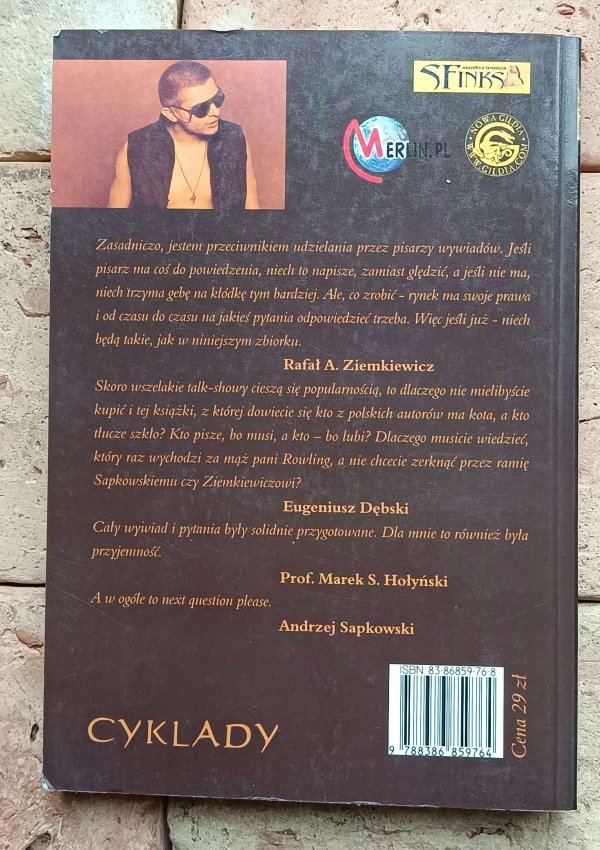 wszystko o fantastyce
SFINKS
MERLIN.PL
NOWA GILDIA
WWW.GILDIA.COM
Zasadniczo, jestem przeciwnikiem udzielania przez pisarzy wywiadów. Jeśli
pisarz ma coś do powiedzenia, niech to napisze, zamiast ględzić, a jeśli nie ma,
niech trzyma gębę na kłódkę tym bardziej. Ale, co zrobić - rynek ma swoje prawa
i od czasu do czasu na jakieś pytania odpowiedzieć trzeba. Więc jeśli już - niech
będą takie, jak w niniejszym zbiorku.
Rafał A. Ziemkiewicz
Skoro wszelakie talk-showy cieszą się popularnością, to dlaczego nie mielibyście
kupić i tej książki, z której dowiecie się kto z polskich autorów ma kota, a kto
tłucze szkło? Kto pisze, bo musi, a kto – bo lubi? Dlaczego musicie wiedzieć,
który raz wychodzi za mąż pani Rowling, a nie chcecie zerknąć przez ramię
Sapkowskiemu czy Ziemkiewiczowi?
Eugeniusz Dębski
Cały wywiad i pytania były solidnie przygotowane. Dla mnie to również była
przyjemność.
Prof. Marek S. Hołyński
A w ogóle to next question please.
Andrzej Sapkowski
ISBN 83-86859-76-8
9 788386 859764
Cena 29 zł
CYKLADY